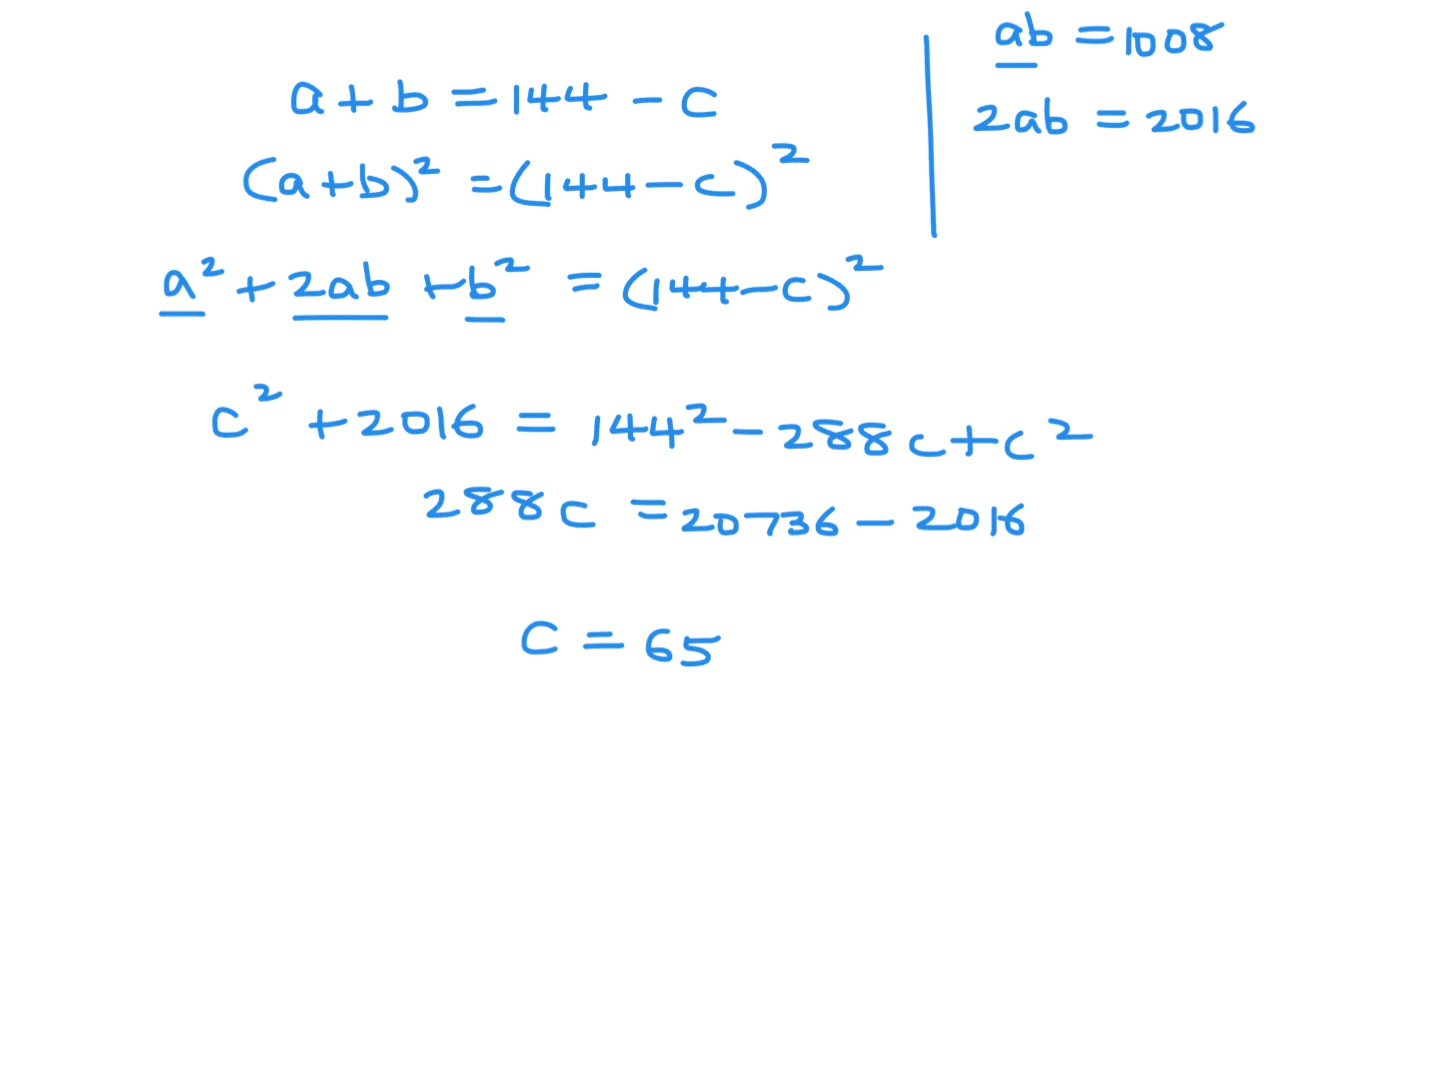 a + b = 144 - c
(a+b)² = (144 - c)²
a² + 2ab + b² = (144 - c)²
c² + 2016 = 144² - 288c + c²
288c = 20736 - 2016
c = 65
ab = 1008
2ab = 2016